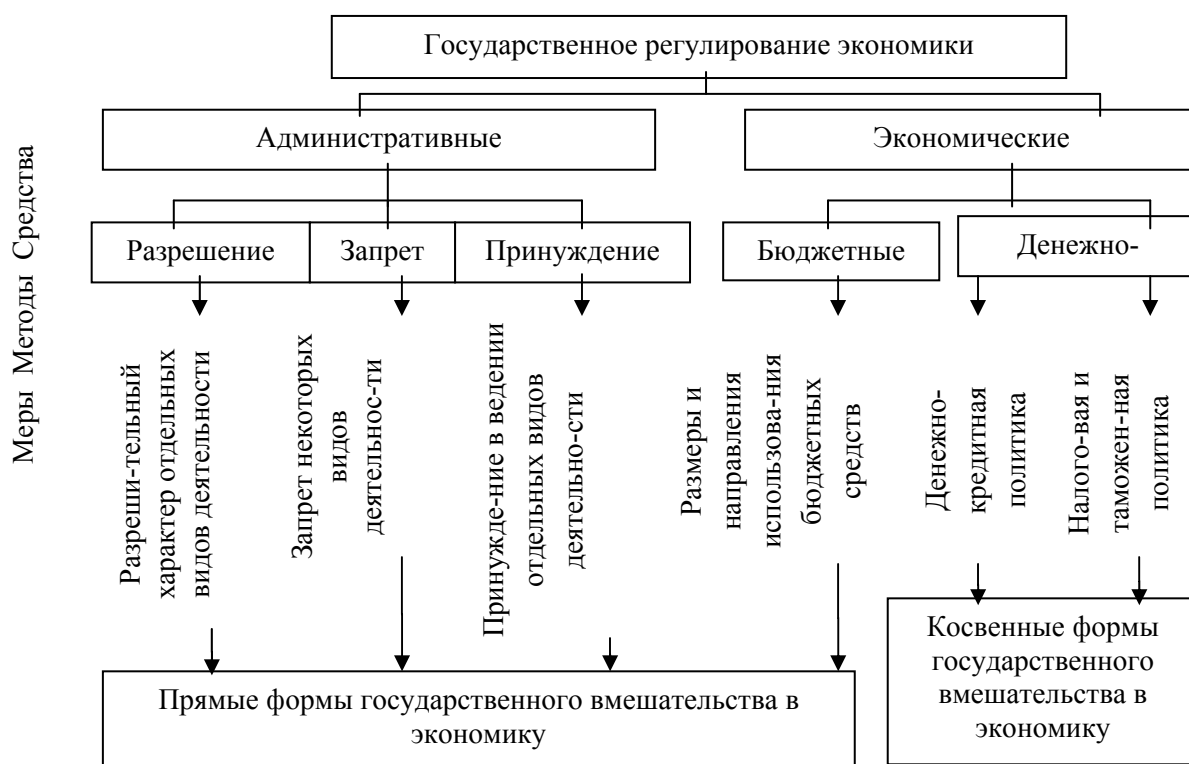 Государственное регулирование экономики
Административные
Экономические
Меры Методы Средства
Разрешение
Запрет
Принуждение
Бюджетные
Денежно-
Разреши-тельный
характер отдельных
видов деятельности
Запрет некоторых
видов
деятельнос-ти
Принужде-ние в ведении
отдельных видов
деятельно-сти
Размеры и
направления
использова-ния
бюджетных
средств
Денежно-
кредитная
политика
Налого-вая и
таможен-ная
политика
Прямые формы государственного вмешательства в
экономику
Косвенные формы
государственного
вмешательства в
экономику